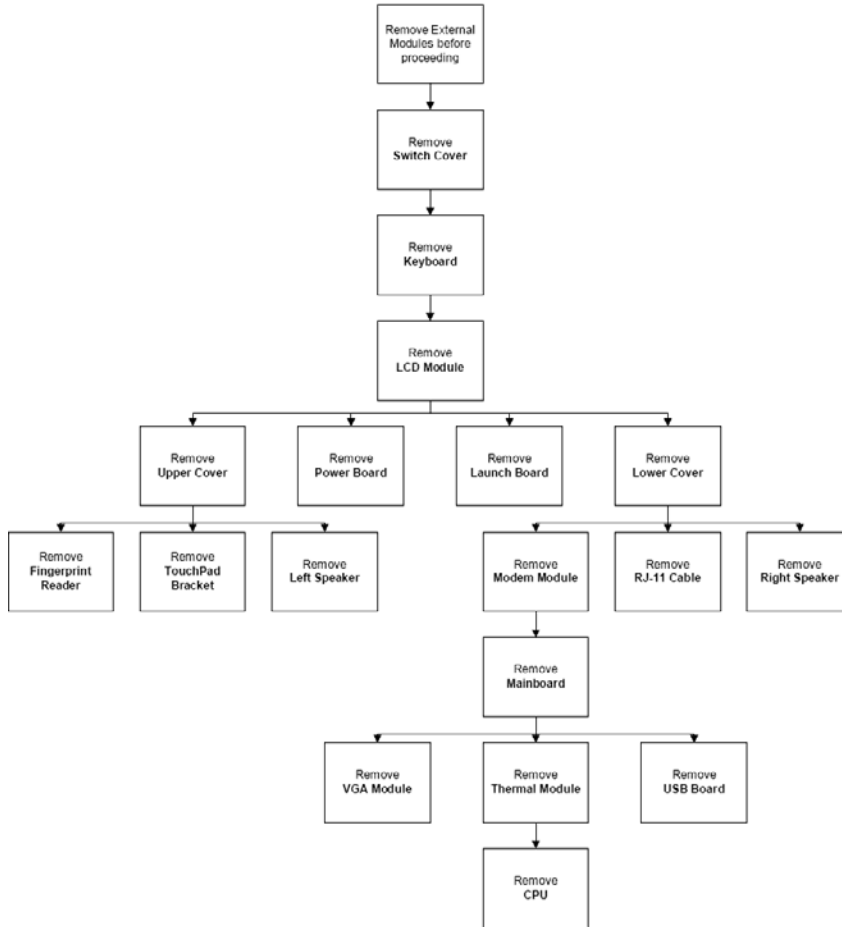 Remove External
Modules before
proceeding
Remove
Switch Cover
Remove
Keyboard
Remove
LCD Module
Remove
Upper Cover
Remove
Power Board
Remove
Launch Board
Remove
Lower Cover
Remove
Fingerprint
Reader
Remove
TouchPad
Bracket
Remove
Left Speaker
Remove
Modem Module
Remove
RJ-11 Cable
Remove
Right Speaker
Remove
Mainboard
Remove
VGA Module
Remove
Thermal Module
Remove
USB Board
Remove
CPU